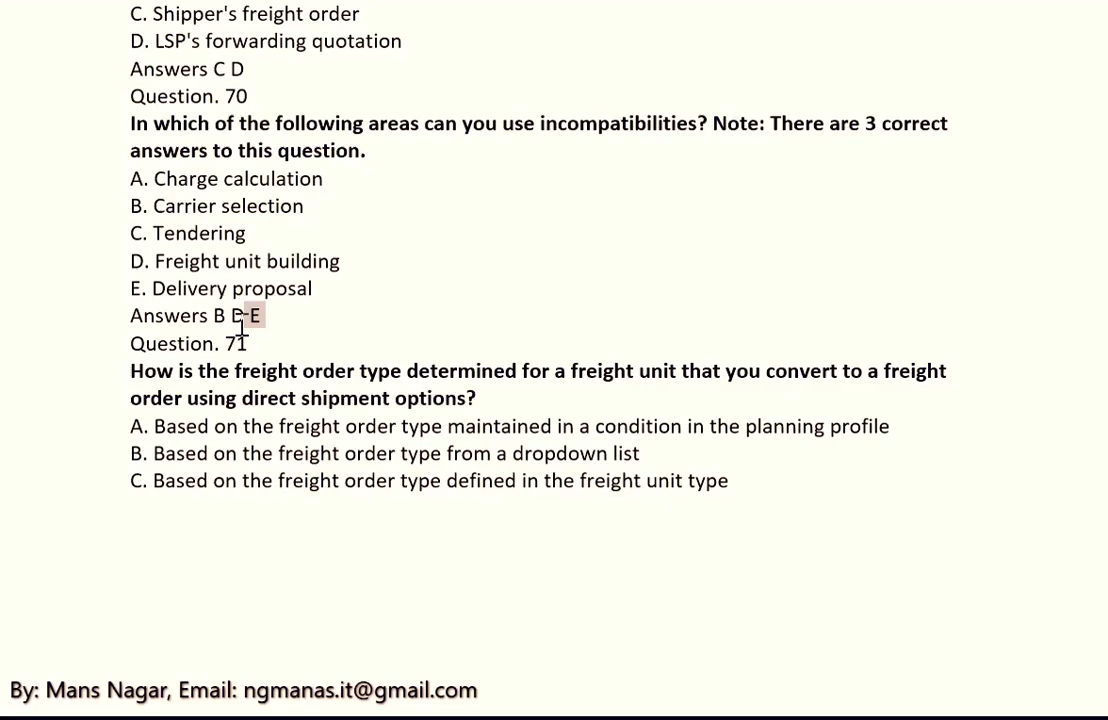 C. Shipper's freight order
D. LSP's forwarding quotation
Answers C D
Question. 70
In which of the following areas can you use incompatibilities? Note: There are 3 correct
answers to this question.
A. Charge calculation
B. Carrier selection
C. Tendering
D. Freight unit building
E. Delivery proposal
Answers B D E
Question. 71
How is the freight order type determined for a freight unit that you convert to a freight
order using direct shipment options?
A. Based on the freight order type maintained in a condition in the planning profile
B. Based on the freight order type from a dropdown list
C. Based on the freight order type defined in the freight unit type
By: Mans Nagar, Email: ngmanas.it@gmail.com